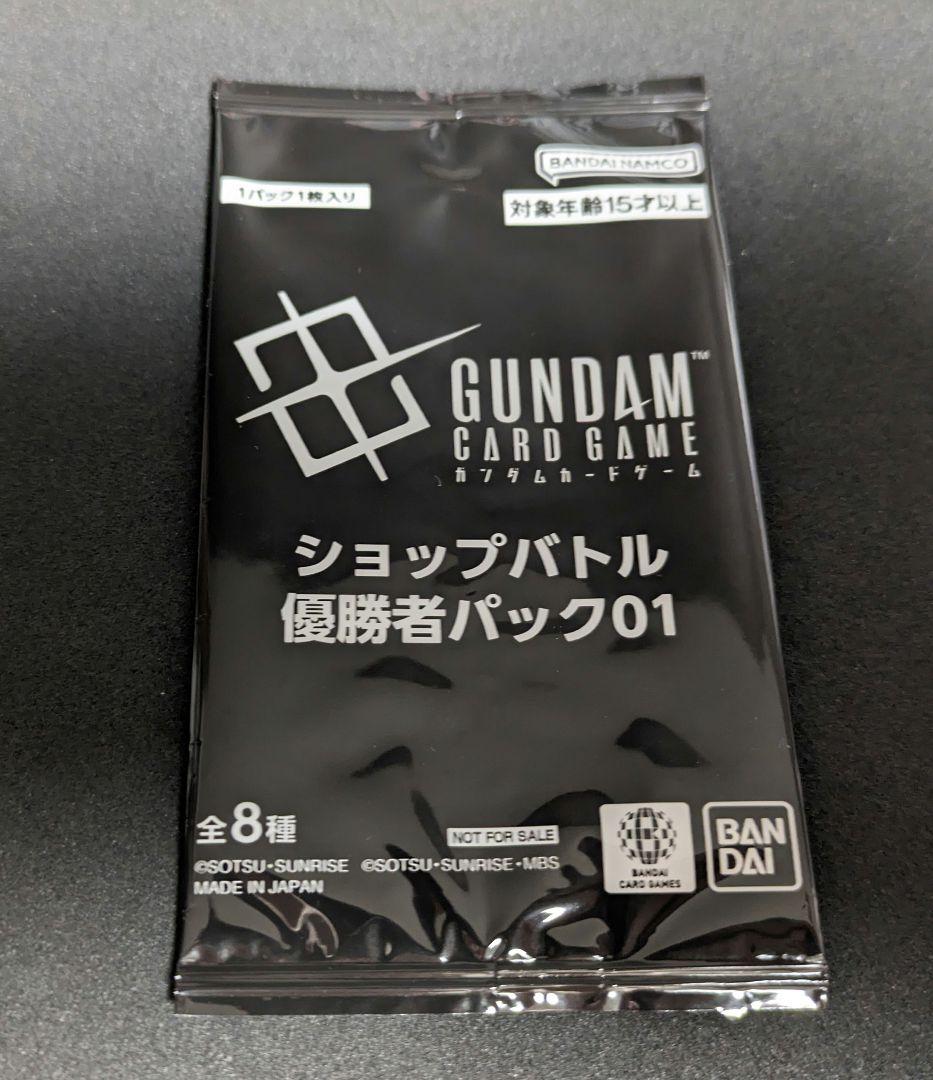 BANDAI NAMCO
1パック1枚入り
対象年齢15才以上
GUNDAM™
CARD GAME
ガンダムカードゲーム
ショップバトル
優勝者パック01
全8種
NOT FOR SALE
©SOTSU・SUNRISE ©SOTSU・SUNRISE・MBS
MADE IN JAPAN
BANDAI
CARD GAMES
BAN
DAI